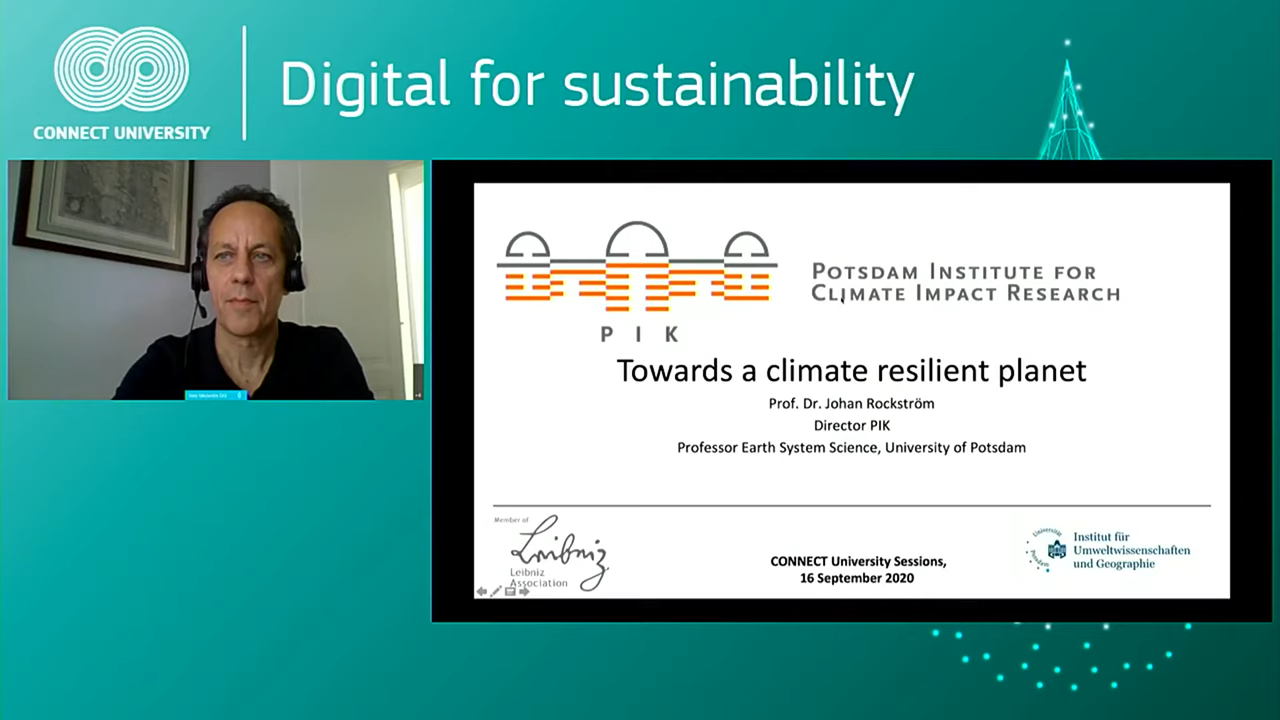 CONNECT UNIVERSITY
Digital for sustainability
PIK
POTSDAM INSTITUTE FOR
CLIMATE IMPACT RESEARCH
Towards a climate resilient planet
Prof. Dr. Johan Rockström
Director PIK
Professor Earth System Science, University of Potsdam
Member of
Leibniz
Leibniz
Association
CONNECT University Sessions,
16 September 2020
Universität
Potsdam
Institut für
Umweltwissenschaften
und Geographie